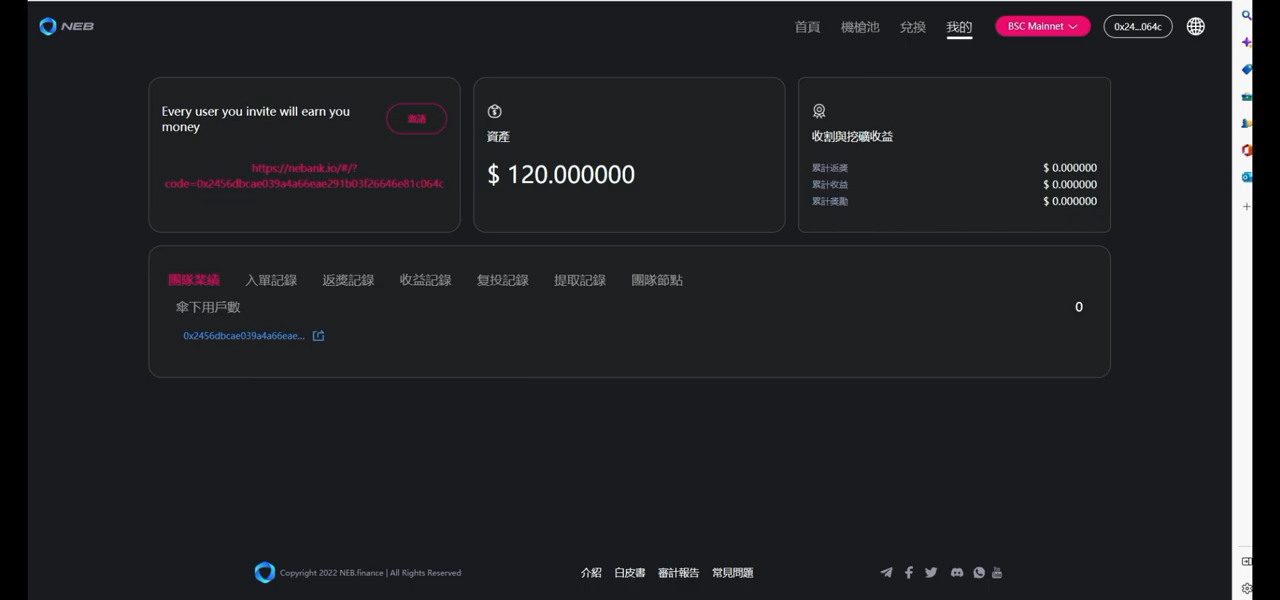 NEB
首頁 機槍池 兌換 我的 BSC Mainnet 0x24...064c
Every user you invite will earn you
money
邀請
https://nebank.io/#/?
code=0x2456dbcae039a4a66eae291b03f26646e81c064c
資產
$ 120.000000
收割與挖礦收益
累計返獎 $ 0.000000
累計收益 $ 0.000000
累計獎勵 $ 0.000000
團隊業績 入單記錄 返獎記錄 收益記錄 复投記錄 提取記錄 團隊節點
傘下用戶數 0
0x2456dbcae039a4a66eae...
Copyright 2022 NEB.finance | All Rights Reserved
介紹 白皮書 審計報告 常見問題